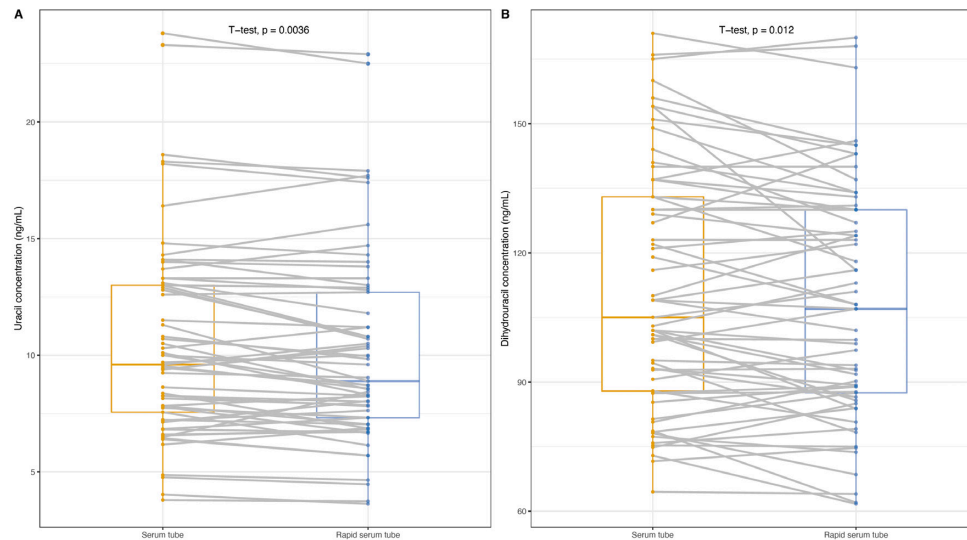 A
T-test, p = 0.0036
Uracil concentration (ng/mL)
20
15
10
5
Serum tube
Rapid serum tube
B
T-test, p = 0.012
Dihydrouracil concentration (ng/mL)
150
120
90
60
Serum tube
Rapid serum tube